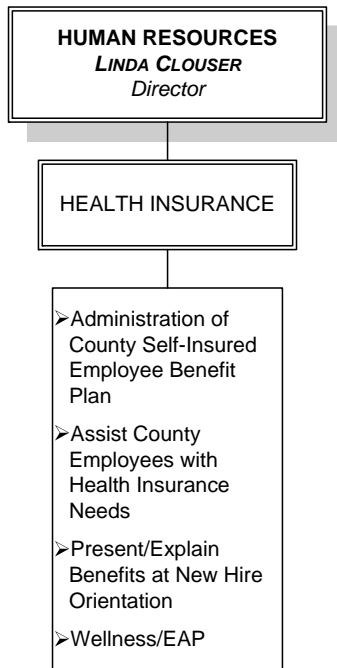 HUMAN RESOURCES
LINDA CLOUSER
Director
HEALTH INSURANCE
➢Administration of
County Self-Insured
Employee Benefit
Plan
➢Assist County
Employees with
Health Insurance
Needs
➢Present/Explain
Benefits at New Hire
Orientation
➢Wellness/EAP